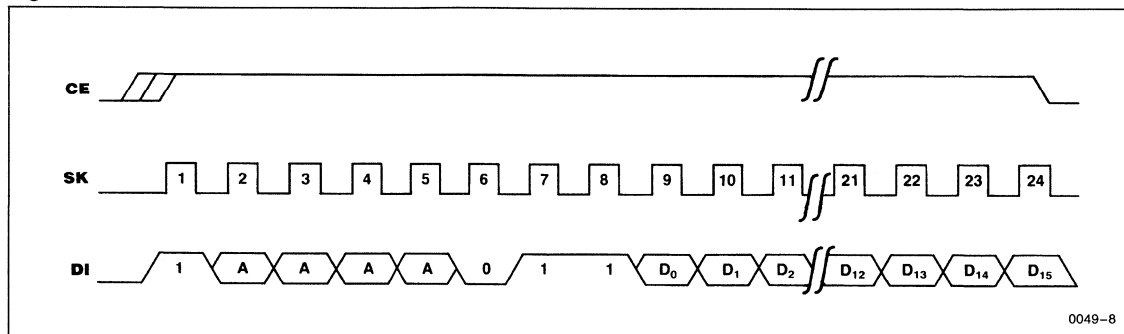 CE
SK 1 2 3 4 5 6 7 8 9 10 11 21 22 23 24
DI 1 A A A A 0 1 1 D₀ D₁ D₂ D₁₂ D₁₃ D₁₄ D₁₅
0049–8